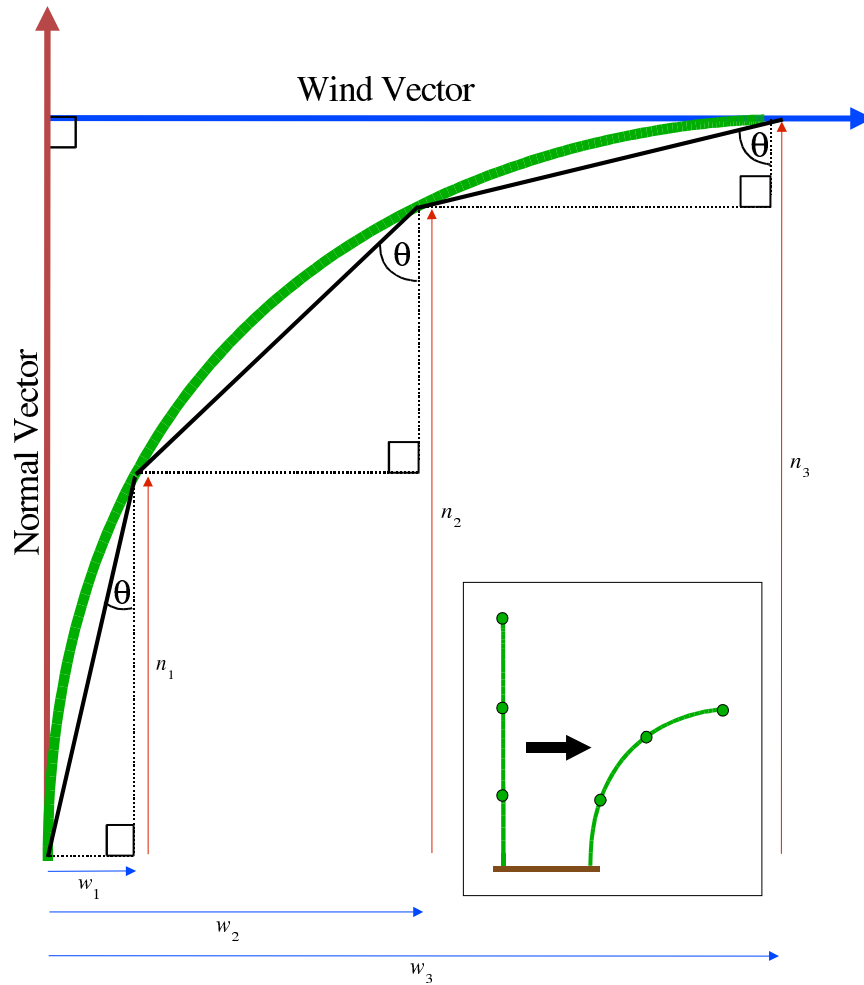 Wind Vector
θ
θ
Normal Vector
n3
n2
θ
n1
w1
w2
w3